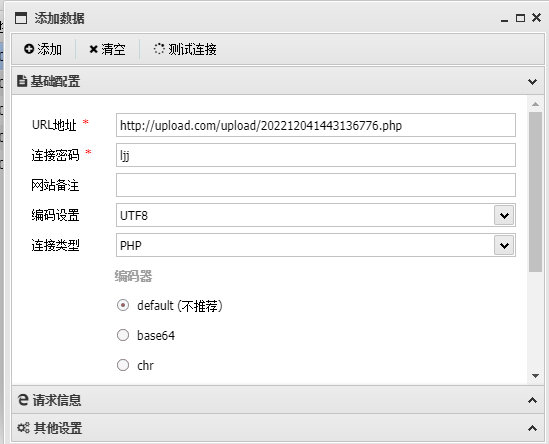 添加数据
添加 清空 测试连接
基础配置
URL地址 * http://upload.com/upload/202212041443136776.php
连接密码 * ljj
网站备注
编码设置 UTF8
连接类型 PHP
编码器
default (不推荐)
base64
chr
请求信息
其他设置